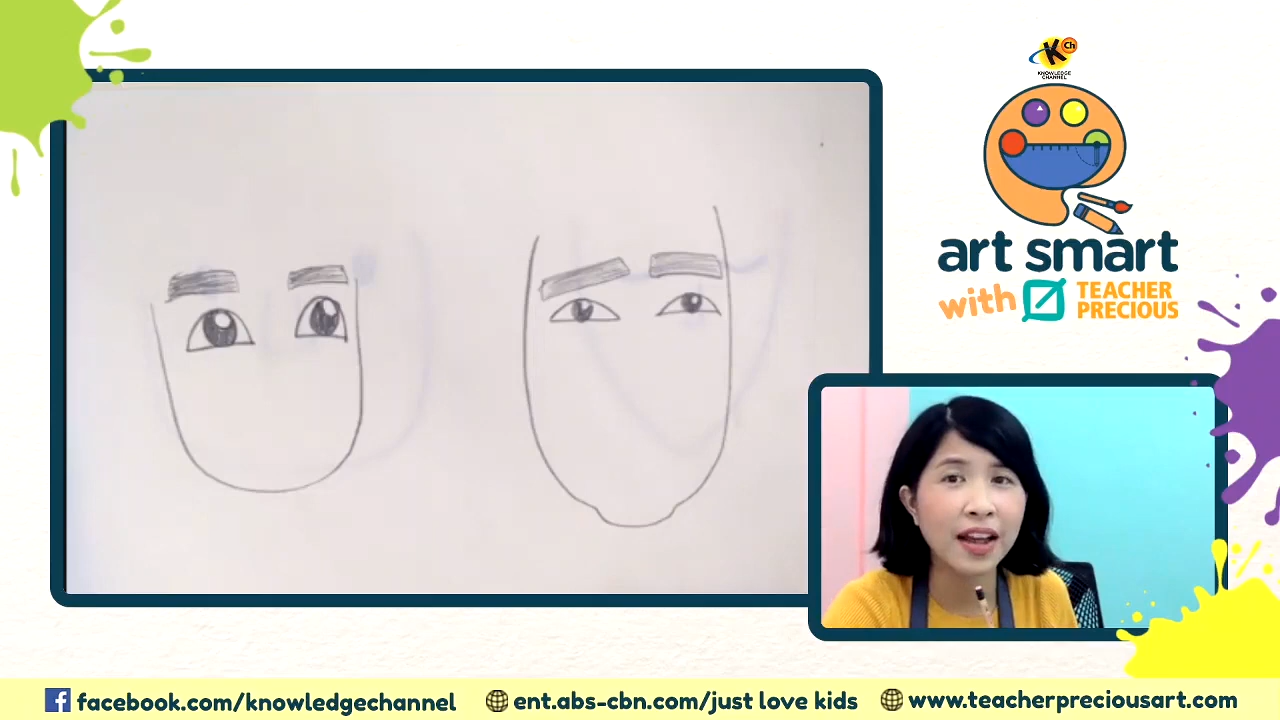 K Ch
KNOWLEDGE
CHANNEL
art smart
with TEACHER
PRECIOUS
facebook.com/knowledgechannel
ent.abs-cbn.com/just love kids
www.teacherpreciousart.com